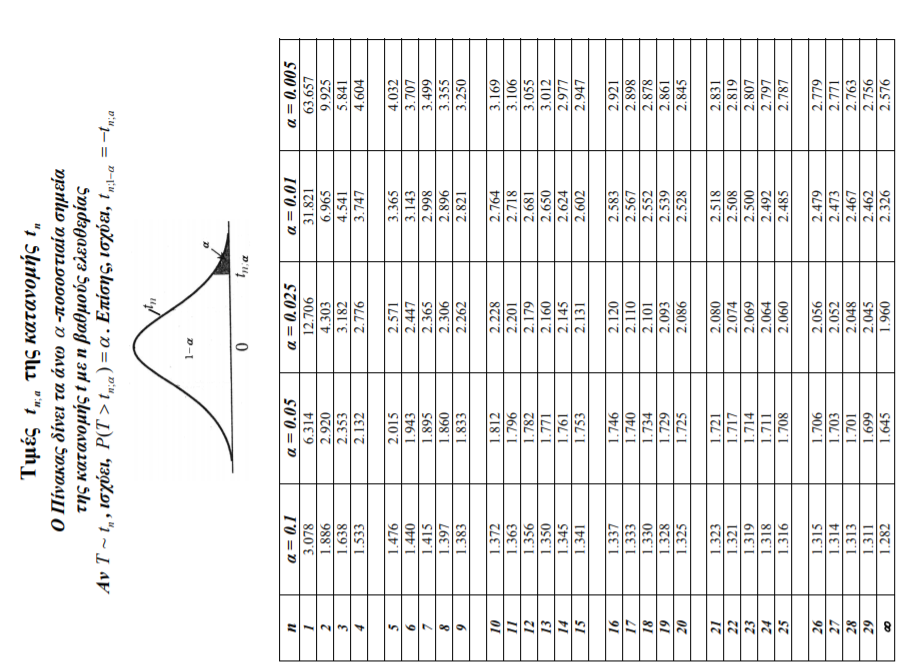 Τιμές t_{n;α} της κατανομής t_n
Ο Πίνακας δίνει τα άνω α -ποσοστιαία σημεία
της κατανομής t με n βαθμούς ελευθερίας
Αν T ~ t_n , ισχύει, P(T > t_{n;α}) = α . Επίσης, ισχύει, t_{n;1-α} = -t_{n;α}
t_n
1-α
α
0
t_{n;α}
n α = 0.1 α = 0.05 α = 0.025 α = 0.01 α = 0.005
1 3.078 6.314 12.706 31.821 63.657
2 1.886 2.920 4.303 6.965 9.925
3 1.638 2.353 3.182 4.541 5.841
4 1.533 2.132 2.776 3.747 4.604
5 1.476 2.015 2.571 3.365 4.032
6 1.440 1.943 2.447 3.143 3.707
7 1.415 1.895 2.365 2.998 3.499
8 1.397 1.860 2.306 2.896 3.355
9 1.383 1.833 2.262 2.821 3.250
10 1.372 1.812 2.228 2.764 3.169
11 1.363 1.796 2.201 2.718 3.106
12 1.356 1.782 2.179 2.681 3.055
13 1.350 1.771 2.160 2.650 3.012
14 1.345 1.761 2.145 2.624 2.977
15 1.341 1.753 2.131 2.602 2.947
16 1.337 1.746 2.120 2.583 2.921
17 1.333 1.740 2.110 2.567 2.898
18 1.330 1.734 2.101 2.552 2.878
19 1.328 1.729 2.093 2.539 2.861
20 1.325 1.725 2.086 2.528 2.845
21 1.323 1.721 2.080 2.518 2.831
22 1.321 1.717 2.074 2.508 2.819
23 1.319 1.714 2.069 2.500 2.807
24 1.318 1.711 2.064 2.492 2.797
25 1.316 1.708 2.060 2.485 2.787
26 1.315 1.706 2.056 2.479 2.779
27 1.314 1.703 2.052 2.473 2.771
28 1.313 1.701 2.048 2.467 2.763
29 1.311 1.699 2.045 2.462 2.756
∞ 1.282 1.645 1.960 2.326 2.576